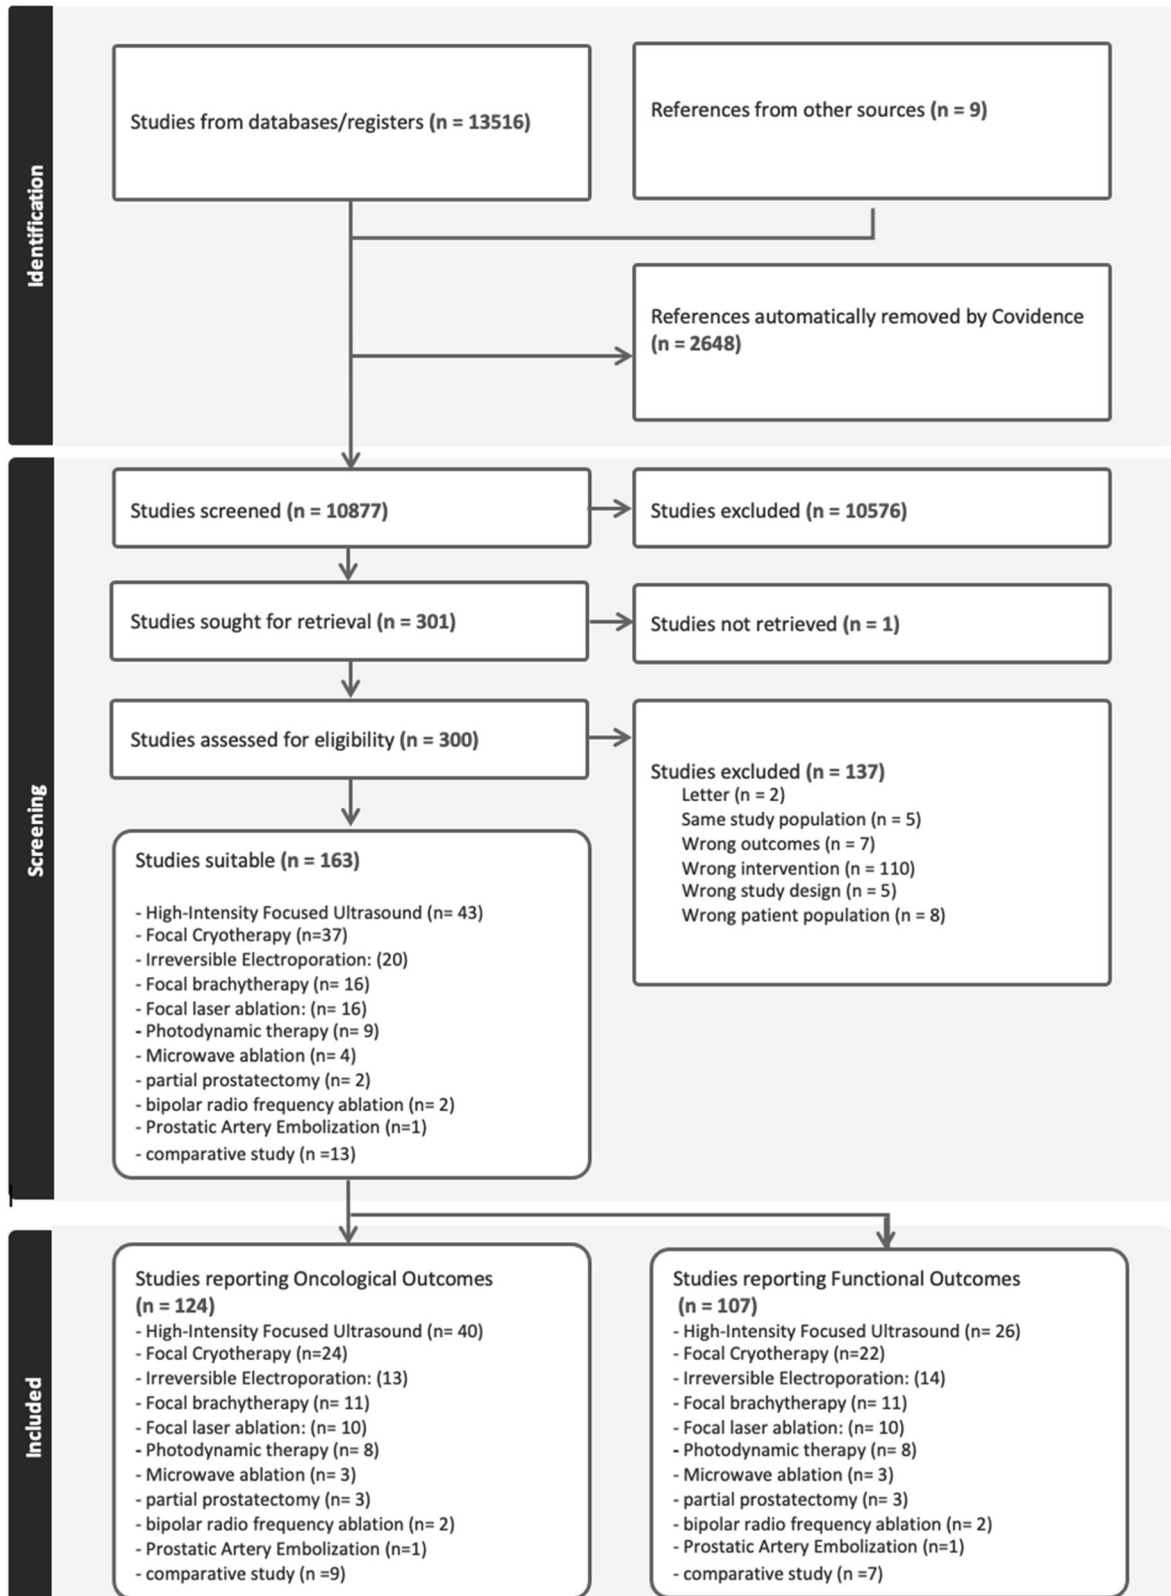 Identification
Studies from databases/registers (n = 13516)
References from other sources (n = 9)
References automatically removed by Covidence
(n = 2648)
Screening
Studies screened (n = 10877)
Studies excluded (n = 10576)
Studies sought for retrieval (n = 301)
Studies not retrieved (n = 1)
Studies assessed for eligibility (n = 300)
Studies excluded (n = 137)
Letter (n = 2)
Same study population (n = 5)
Wrong outcomes (n = 7)
Wrong intervention (n = 110)
Wrong study design (n = 5)
Wrong patient population (n = 8)
Studies suitable (n = 163)
- High-Intensity Focused Ultrasound (n= 43)
- Focal Cryotherapy (n=37)
- Irreversible Electroporation: (20)
- Focal brachytherapy (n= 16)
- Focal laser ablation: (n= 16)
- Photodynamic therapy (n= 9)
- Microwave ablation (n= 4)
- partial prostatectomy (n= 2)
- bipolar radio frequency ablation (n= 2)
- Prostatic Artery Embolization (n=1)
- comparative study (n =13)
Included
Studies reporting Oncological Outcomes
(n = 124)
- High-Intensity Focused Ultrasound (n= 40)
- Focal Cryotherapy (n=24)
- Irreversible Electroporation: (13)
- Focal brachytherapy (n= 11)
- Focal laser ablation: (n= 10)
- Photodynamic therapy (n= 8)
- Microwave ablation (n= 3)
- partial prostatectomy (n= 3)
- bipolar radio frequency ablation (n= 2)
- Prostatic Artery Embolization (n=1)
- comparative study (n =9)
Studies reporting Functional Outcomes
(n = 107)
- High-Intensity Focused Ultrasound (n= 26)
- Focal Cryotherapy (n=22)
- Irreversible Electroporation: (14)
- Focal brachytherapy (n= 11)
- Focal laser ablation: (n= 10)
- Photodynamic therapy (n= 8)
- Microwave ablation (n= 3)
- partial prostatectomy (n= 3)
- bipolar radio frequency ablation (n= 2)
- Prostatic Artery Embolization (n=1)
- comparative study (n =7)